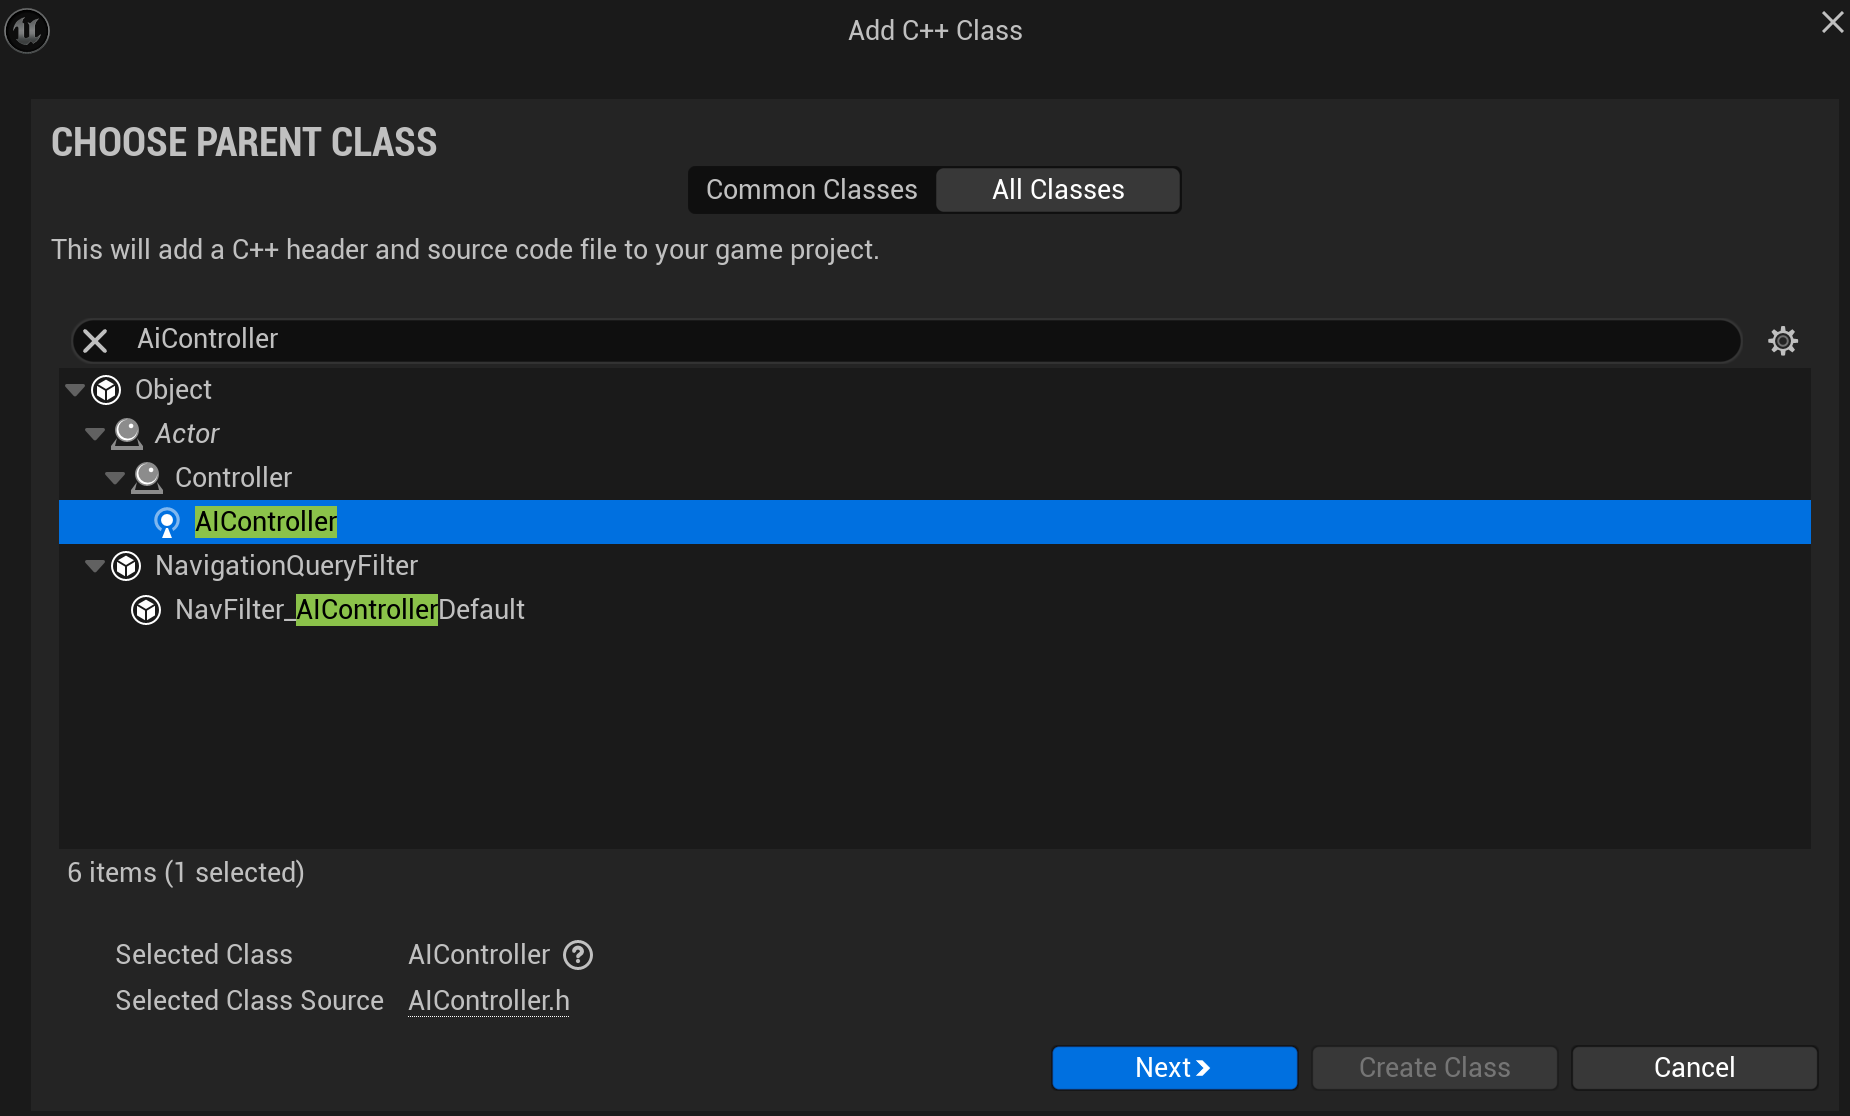 Add C++ Class
CHOOSE PARENT CLASS
Common Classes All Classes
This will add a C++ header and source code file to your game project.
AiController
Object
Actor
Controller
AIController
NavigationQueryFilter
NavFilter_AIControllerDefault
6 items (1 selected)
Selected Class AIController
Selected Class Source AIController.h
Next Create Class Cancel